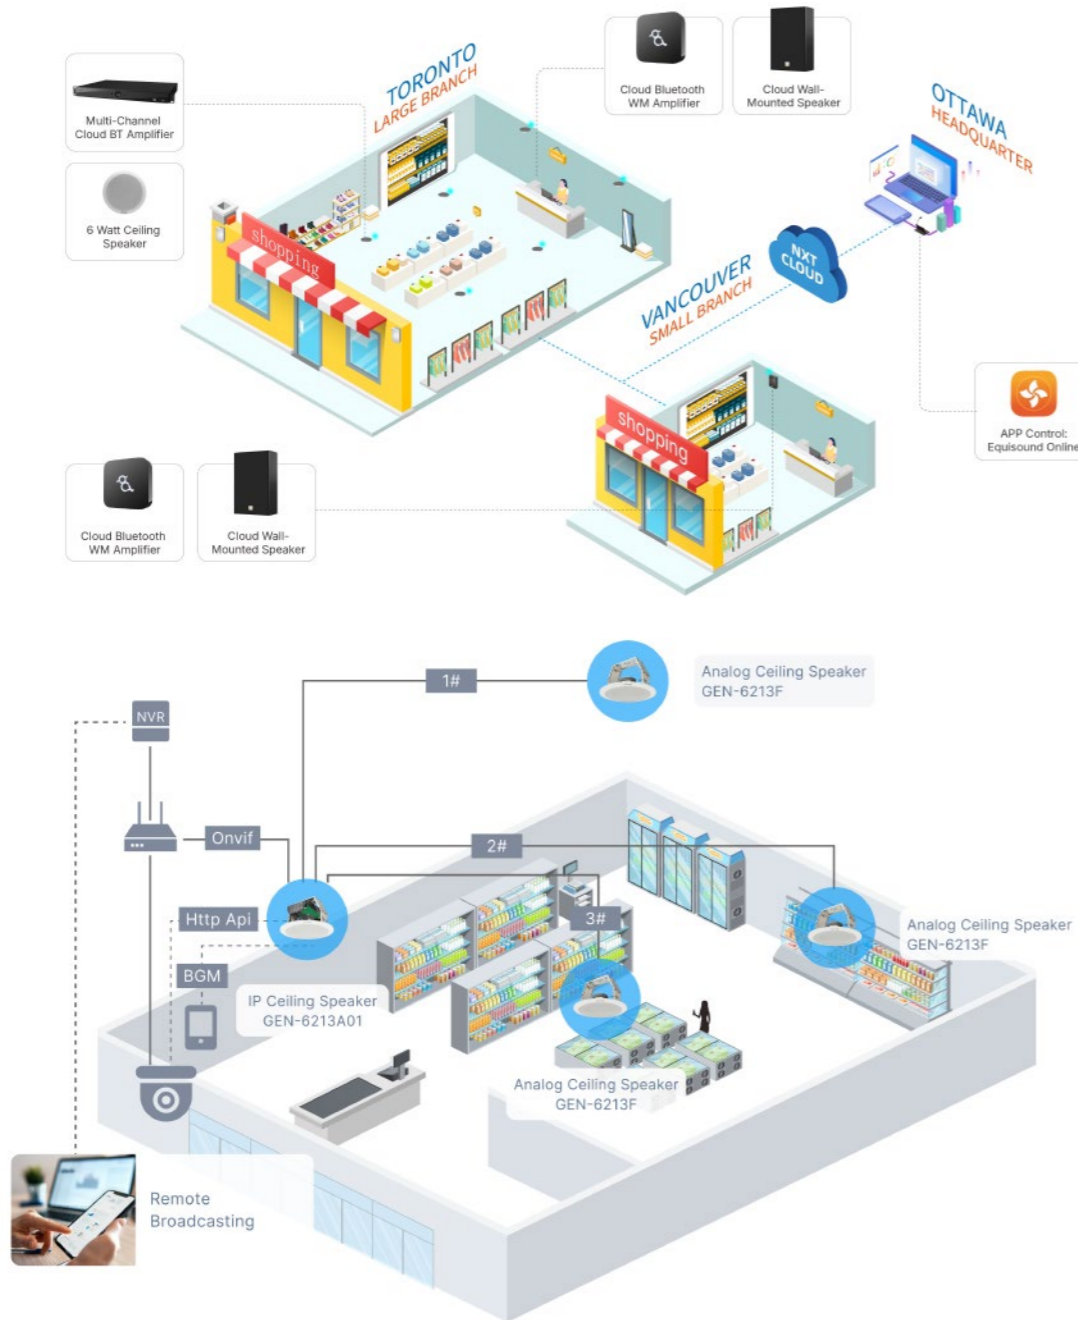 TORONTO
LARGE BRANCH
Multi-Channel
Cloud BT Amplifier
6 Watt Ceiling
Speaker
Cloud Bluetooth
WM Amplifier
Cloud Wall-
Mounted Speaker
OTTAWA
HEADQUARTER
shopping
NXT
CLOUD
VANCOUVER
SMALL BRANCH
shopping
APP Control:
Equisound Online
Cloud Bluetooth
WM Amplifier
Cloud Wall-
Mounted Speaker
1#
Analog Ceiling Speaker
GEN-6213F
NVR
Onvif
2#
Http Api
3#
Analog Ceiling Speaker
GEN-6213F
BGM
IP Ceiling Speaker
GEN-6213A01
Analog Ceiling Speaker
GEN-6213F
Remote
Broadcasting